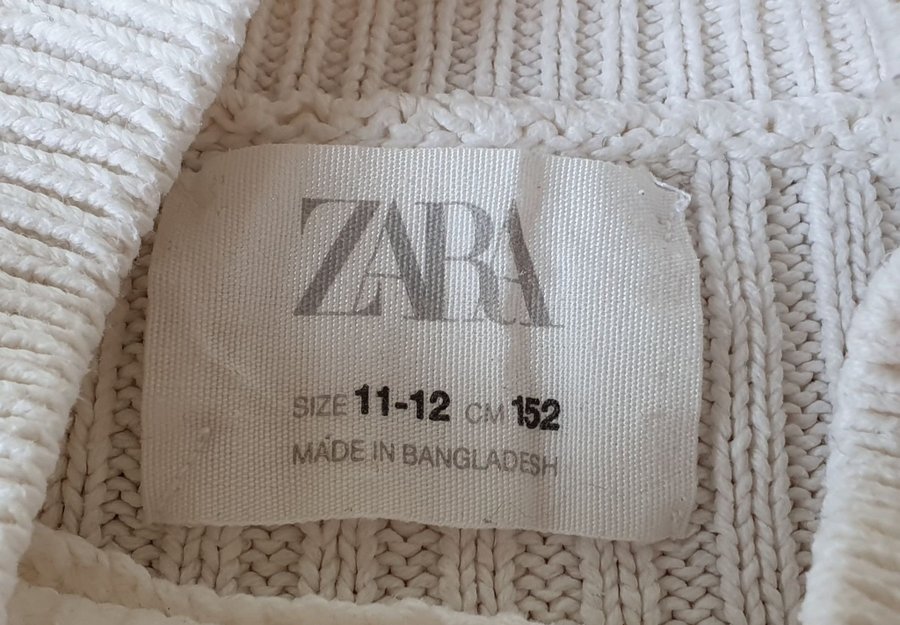 ZARA
SIZE 11-12 CM 152
MADE IN BANGLADESH